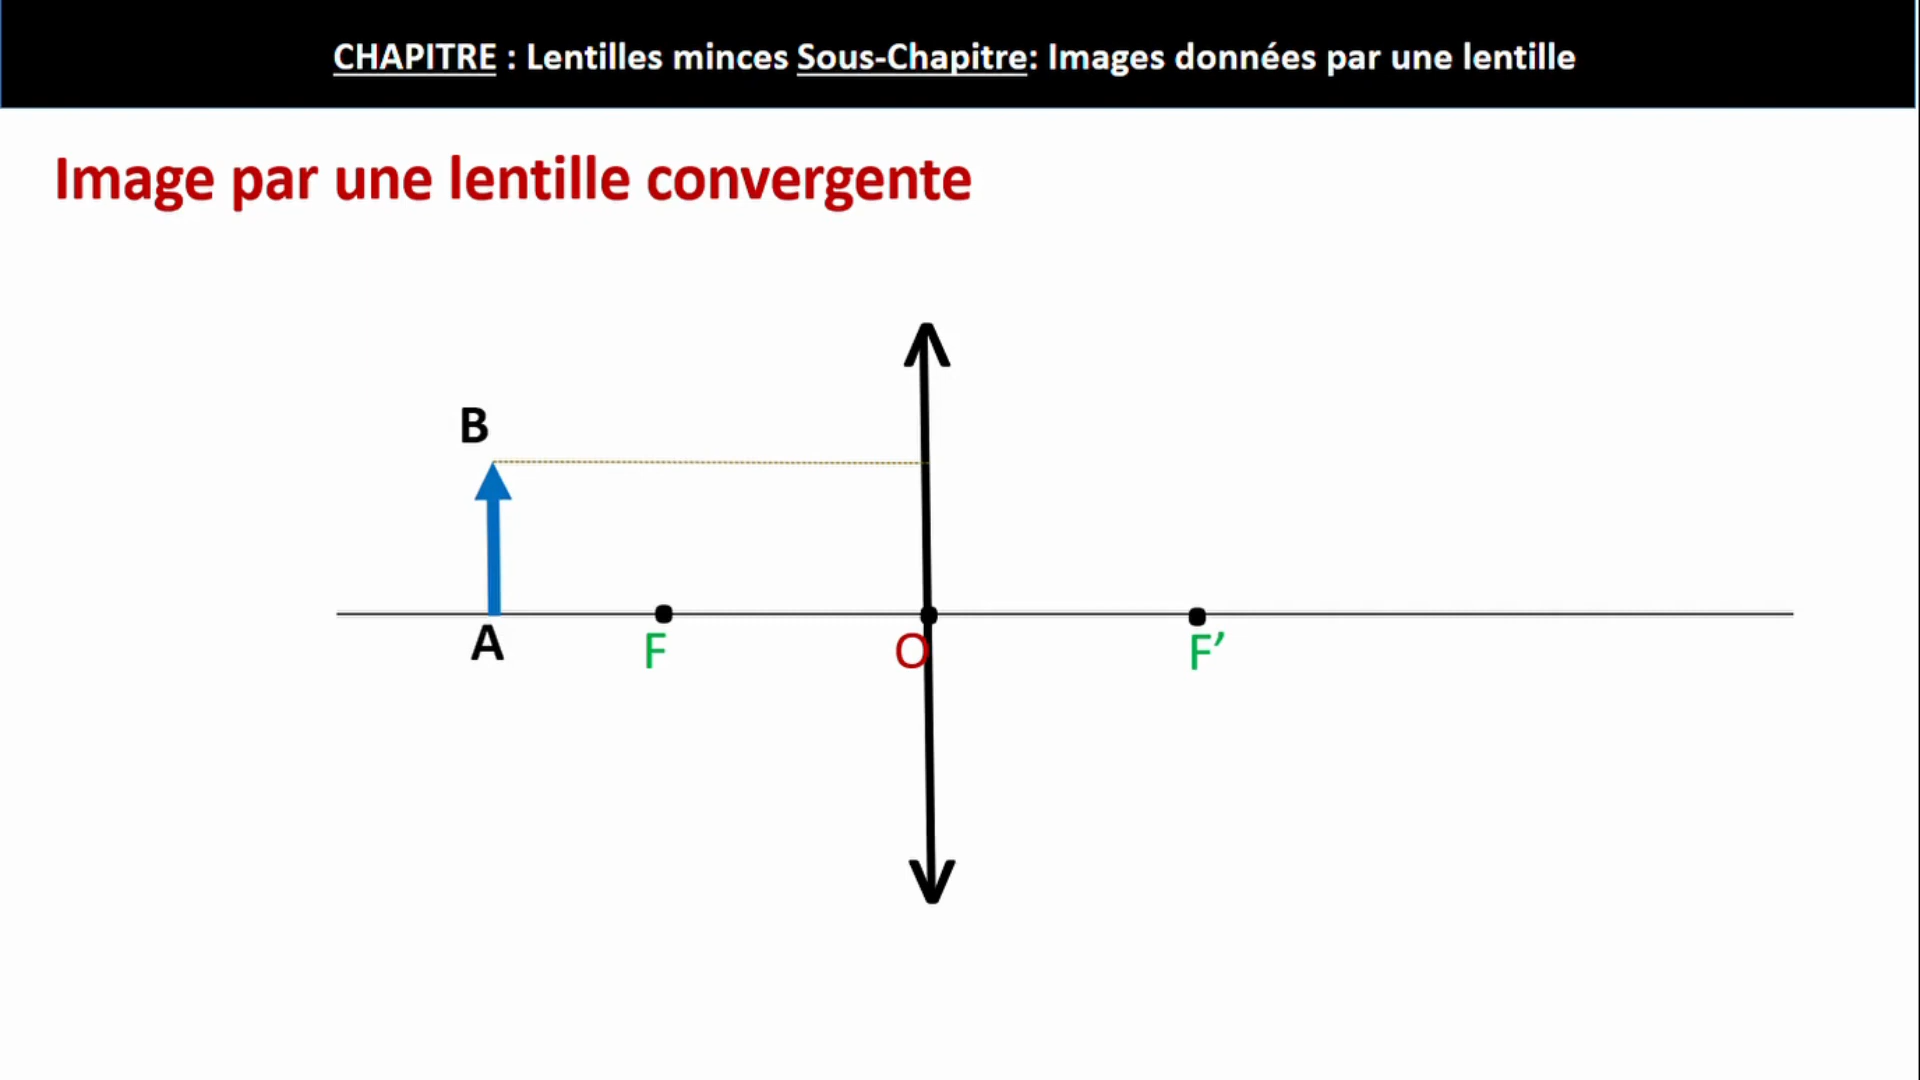 CHAPITRE : Lentilles minces Sous-Chapitre: Images données par une lentille
Image par une lentille convergente
B
A
F
O
F’